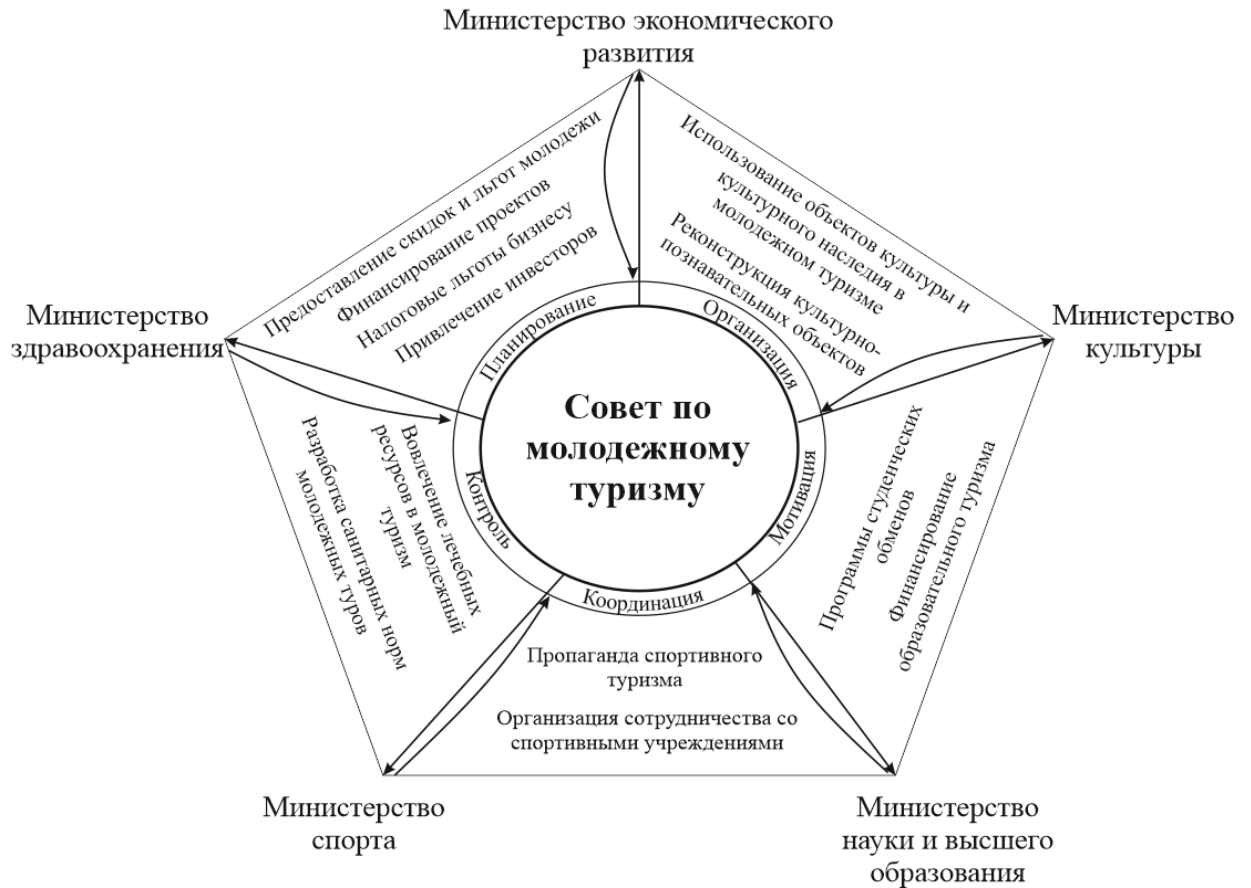 Министерство экономического
развития
Предоставление скидок и льгот молодежи
Финансирование проектов
Налоговые льготы бизнесу
Привлечение инвесторов
Использование объектов культуры и
культурного наследия в
молодежном туризме
Реконструкция культурно-
познавательных объектов
Министерство
здравоохранения
Министерство
культуры
Планирование
Организация
Мотивация
Координация
Контроль
Совет по
молодежному
туризму
Разработка санитарных норм
молодежных туров
Вовлечение лечебных
ресурсов в молодежный
туризм
Программы студенческих
обменов
Финансирование
образовательного туризма
Пропаганда спортивного
туризма
Организация сотрудничества со
спортивными учреждениями
Министерство
спорта
Министерство
науки и высшего
образования